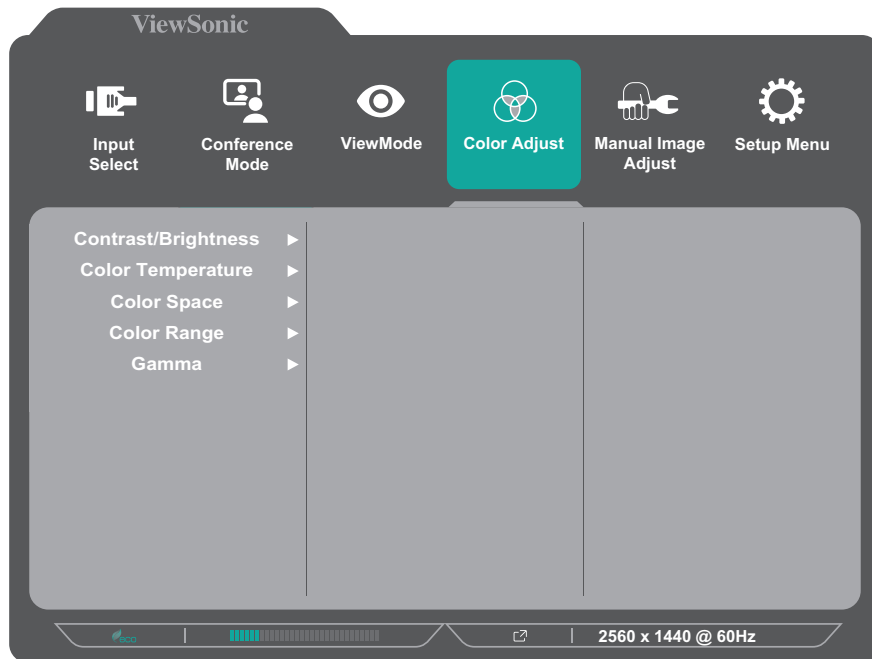 ViewSonic
Input
Select
Conference
Mode
ViewMode
Color Adjust
Manual Image
Adjust
Setup Menu
Contrast/Brightness
Color Temperature
Color Space
Color Range
Gamma
eco
2560 x 1440 @ 60Hz